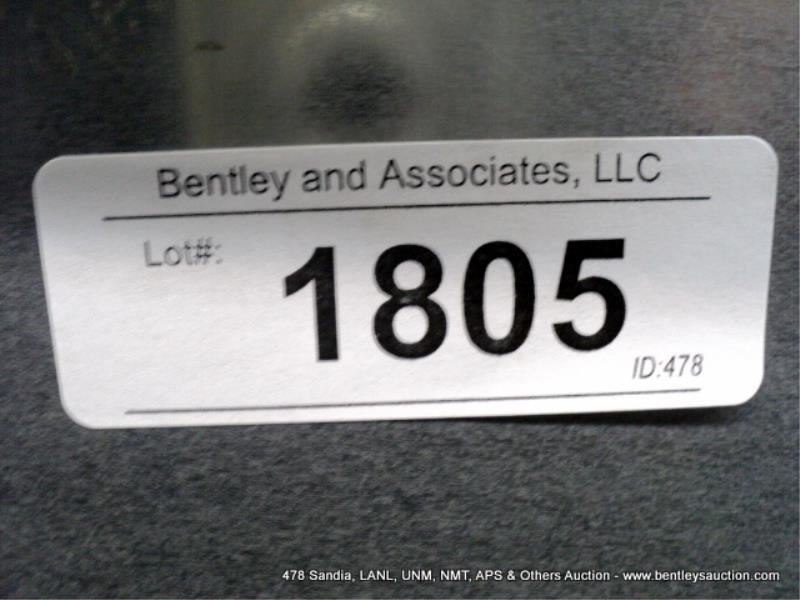 Bentley and Associates, LLC
Lot#:
1805
ID:478
478 Sandia, LANL, UNM, NMT, APS & Others Auction - www.bentleysauction.com